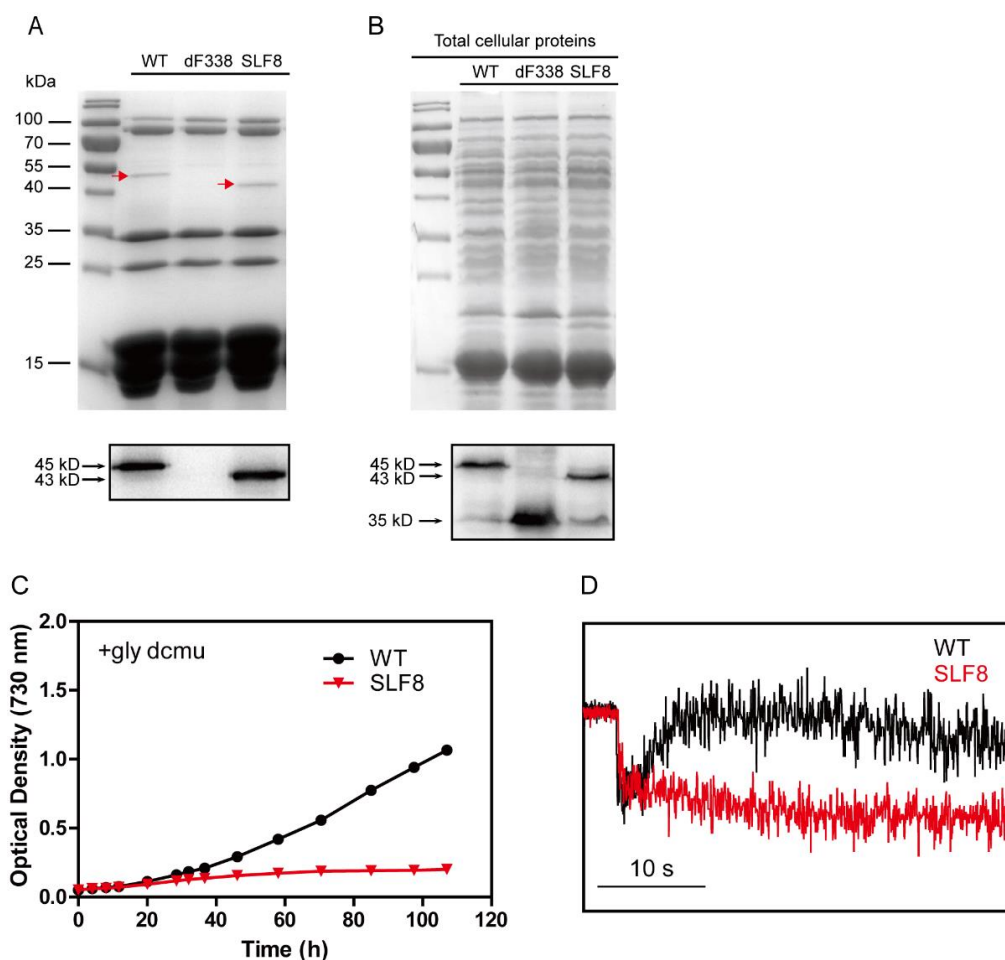 A
WT dF338 SLF8
kDa
100
70
55
40
35
25
15
45 kD
43 kD
B
Total cellular proteins
WT dF338 SLF8
45 kD
43 kD
35 kD
C
Optical Density (730 nm)
2.0
1.5
1.0
0.5
0.0
+gly dcmu
WT
SLF8
0 20 40 60 80 100 120
Time (h)
D
WT
SLF8
10 s